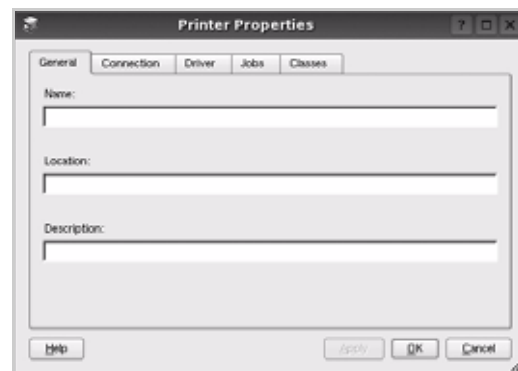 Printer Properties
General Connection Driver Jobs Classes
Name:
Location:
Description:
Help Apply OK Cancel